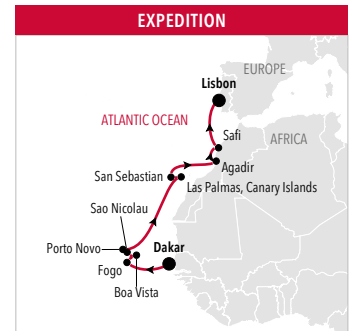 EXPEDITION
EUROPE
Lisbon
ATLANTIC OCEAN
Safi
AFRICA
Agadir
San Sebastian
Las Palmas, Canary Islands
Sao Nicolau
Porto Novo
Dakar
Fogo
Boa Vista